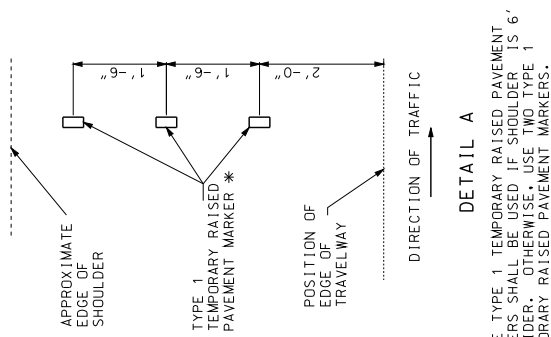 APPROXIMATE
EDGE OF
SHOULDER
1'-6"
1'-6"
2'-0"
TYPE 1
TEMPORARY RAISED
PAVEMENT MARKER *
POSITION OF
EDGE OF
TRAVELWAY
DIRECTION OF TRAFFIC
DETAIL A
TYPE 1 TEMPORARY RAISED PAVEMENT
ERS SHALL BE USED IF SHOULDER IS 6'
IDER. OTHERWISE, USE TWO TYPE 1
ORARY RAISED PAVEMENT MARKERS.